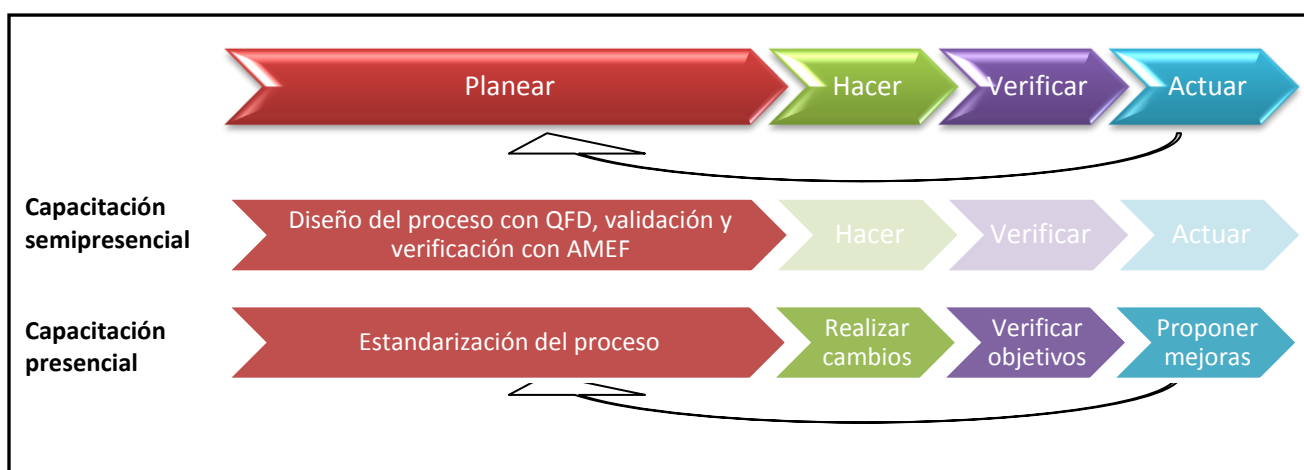 Planear
Hacer
Verificar
Actuar
Capacitación
semipresencial
Diseño del proceso con QFD, validación y
verificación con AMEF
Hacer
Verificar
Actuar
Capacitación
presencial
Estandarización del proceso
Realizar
cambios
Verificar
objetivos
Proponer
mejoras